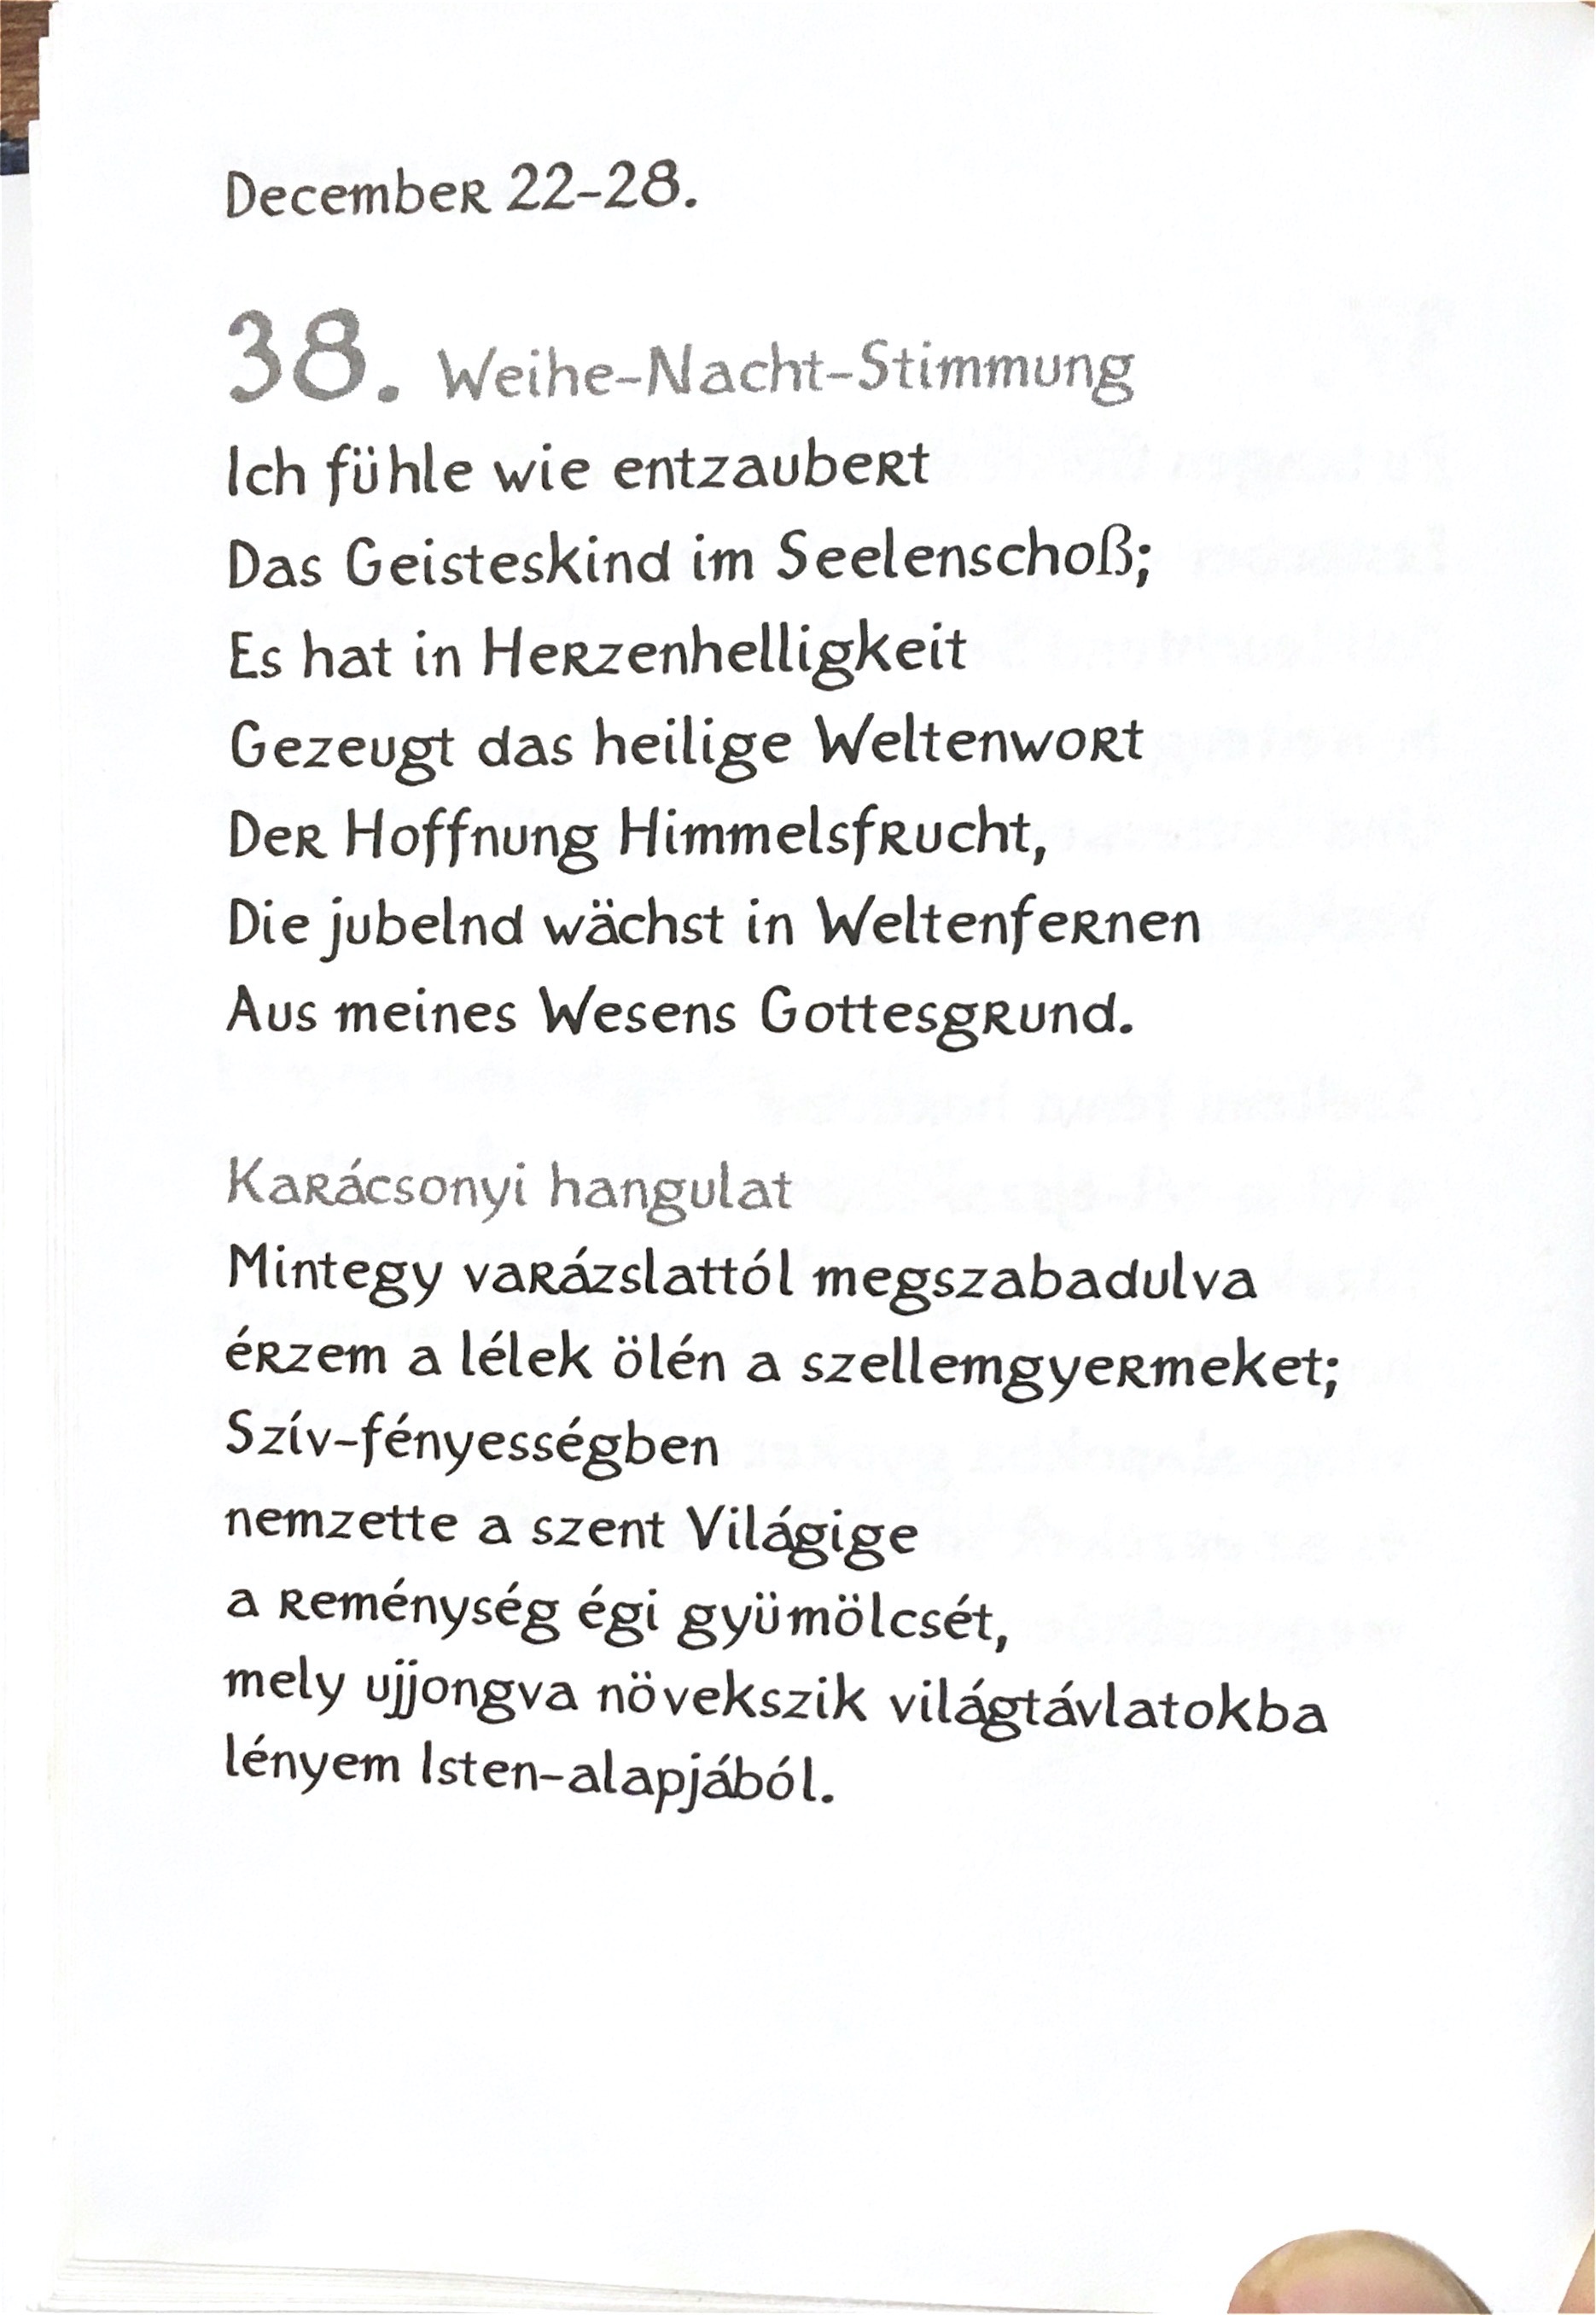 December 22-28.
38. Weihe-Nacht-Stimmung
Ich fühle wie entzaubert
Das Geisteskind im Seelenschoß;
Es hat in Herzenhelligkeit
Gezeugt das heilige Weltenwort
Der Hoffnung Himmelsfrucht,
Die jubelnd wächst in Weltenfernen
Aus meines Wesens Gottesgrund.
Karácsonyi hangulat
Mintegy varázslattól megszabadulva
érzem a lélek ölén a szellemgyermeket;
Szív-fényességben
nemzette a szent Világige
a reménység égi gyümölcsét,
mely ujjongva növekszik világtávlatokba
lényem Isten-alapjából.